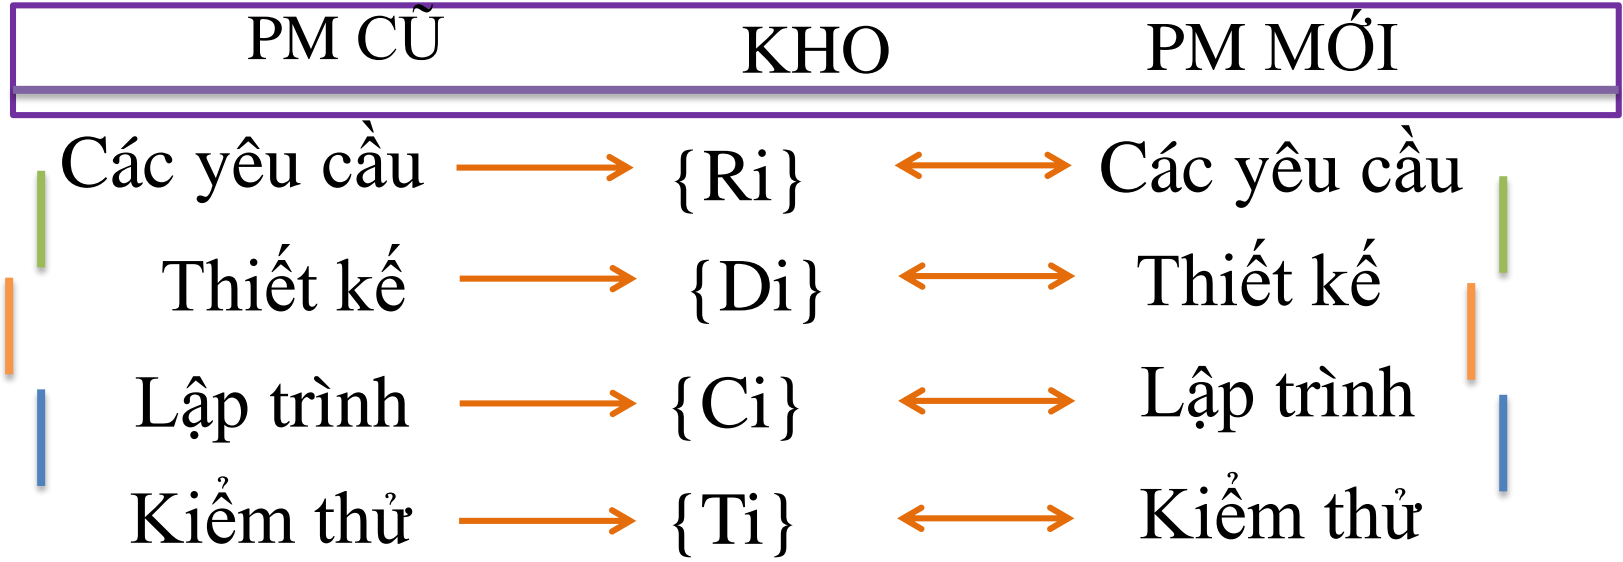 PM CŨ KHO PM MỚI
Các yêu cầu {Ri} Các yêu cầu
Thiết kế {Di} Thiết kế
Lập trình {Ci} Lập trình
Kiểm thử {Ti} Kiểm thử